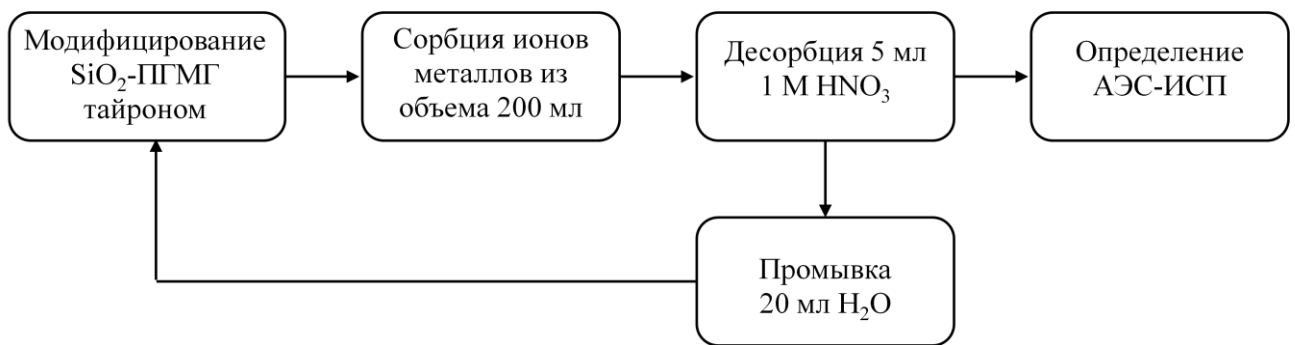 Модифицирование
SiO₂-ПГМГ
тайроном
Сорбция ионов
металлов из
объема 200 мл
Десорбция 5 мл
1 М HNO₃
Определение
АЭС-ИСП
Промывка
20 мл H₂O